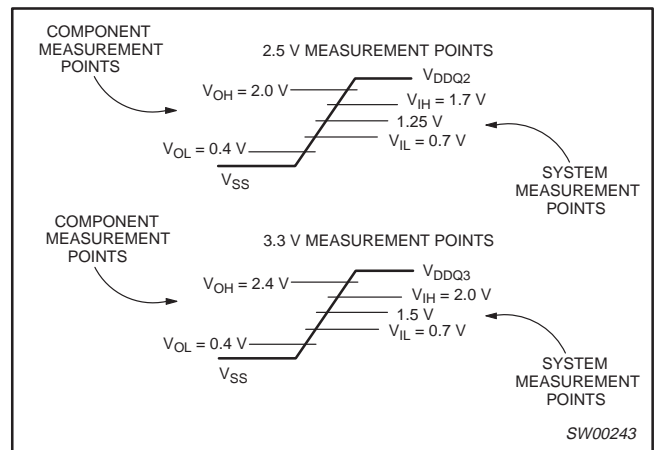 COMPONENT
MEASUREMENT
POINTS
2.5 V MEASUREMENT POINTS
VDDQ2
VOH = 2.0 V
VIH = 1.7 V
1.25 V
VIL = 0.7 V
VOL = 0.4 V
VSS
SYSTEM
MEASUREMENT
POINTS
COMPONENT
MEASUREMENT
POINTS
3.3 V MEASUREMENT POINTS
VDDQ3
VOH = 2.4 V
VIH = 2.0 V
1.5 V
VIL = 0.7 V
VOL = 0.4 V
VSS
SYSTEM
MEASUREMENT
POINTS
SW00243